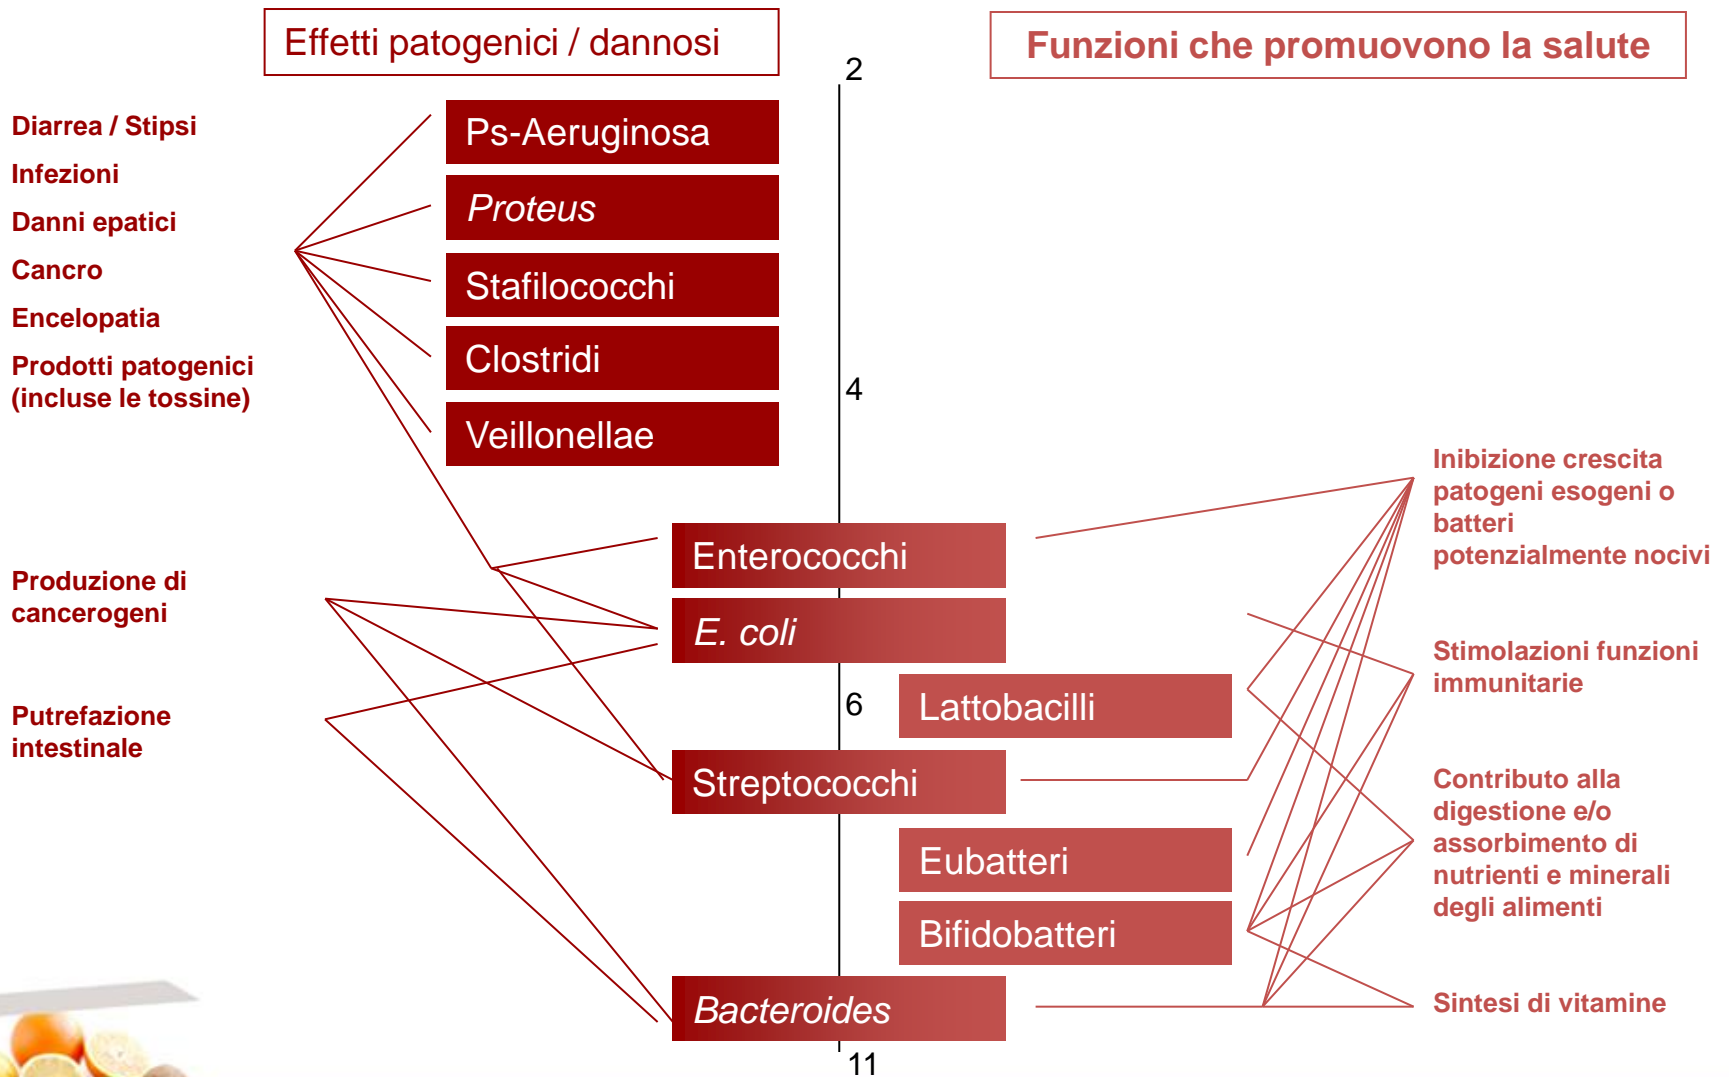 Effetti patogenici / dannosi
Funzioni che promuovono la salute
2
Diarrea / Stipsi
Infezioni
Danni epatici
Cancro
Encelopatia
Prodotti patogenici
(incluse le tossine)
Ps-Aeruginosa
Proteus
Stafilococchi
Clostridi
4
Veillonellae
Enterococchi
E. coli
6
Lattobacilli
Streptococchi
Eubatteri
Bifidobatteri
Bacteroides
11
Produzione di
cancerogeni
Putrefazione
intestinale
Inibizione crescita
patogeni esogeni o
batteri
potenzialmente nocivi
Stimolazioni funzioni
immunitarie
Contributo alla
digestione e/o
assorbimento di
nutrienti e minerali
degli alimenti
Sintesi di vitamine